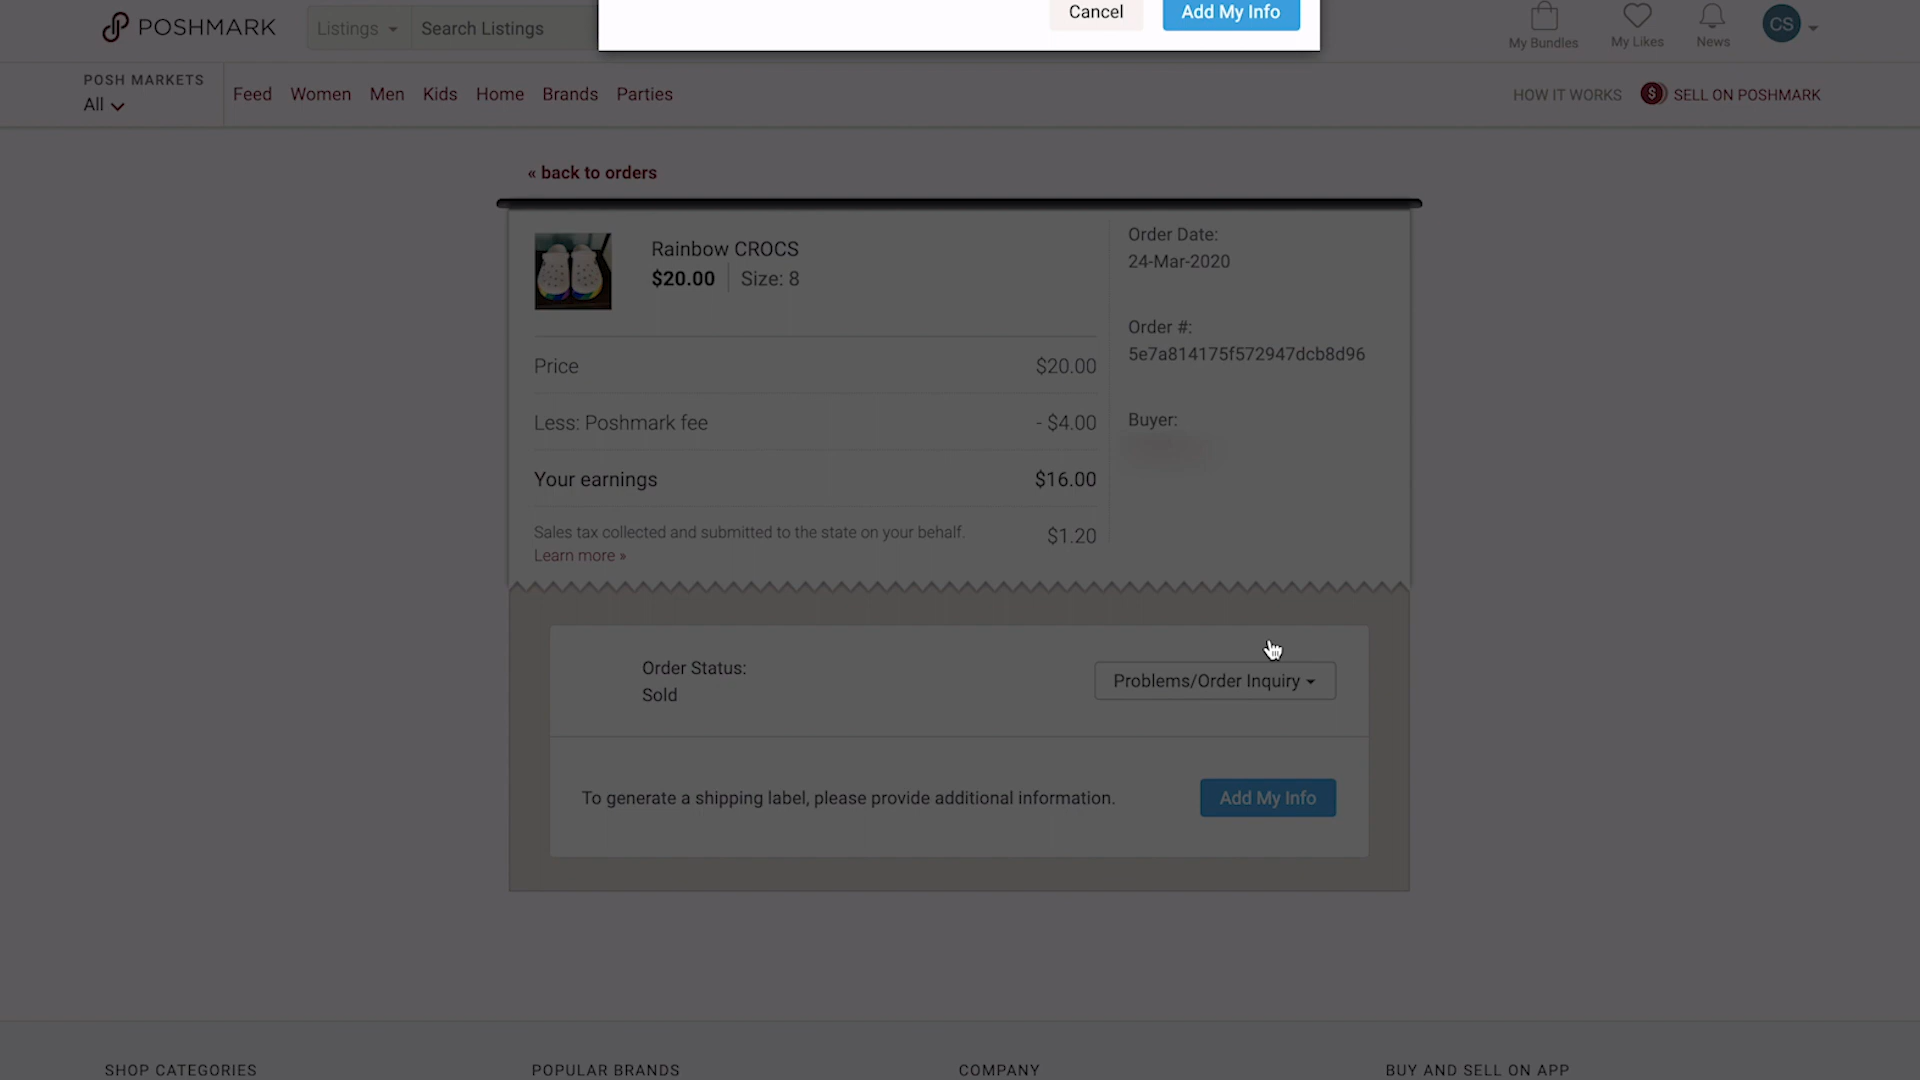 Cancel
Add My Info
POSHMARK
Listings
Search Listings
My Bundles
My Likes
News
CS
POSH MARKETS
All
Feed
Women
Men
Kids
Home
Brands
Parties
HOW IT WORKS
$
SELL ON POSHMARK
« back to orders
Rainbow CROCS
$20.00
Size: 8
Order Date:
24-Mar-2020
Order #:
5e7a814175f572947dcb8d96
Buyer:
Price
$20.00
Less: Poshmark fee
- $4.00
Your earnings
$16.00
Sales tax collected and submitted to the state on your behalf.
Learn more »
$1.20
Order Status:
Sold
Problems/Order Inquiry
To generate a shipping label, please provide additional information.
Add My Info
SHOP CATEGORIES
POPULAR BRANDS
COMPANY
BUY AND SELL ON APP